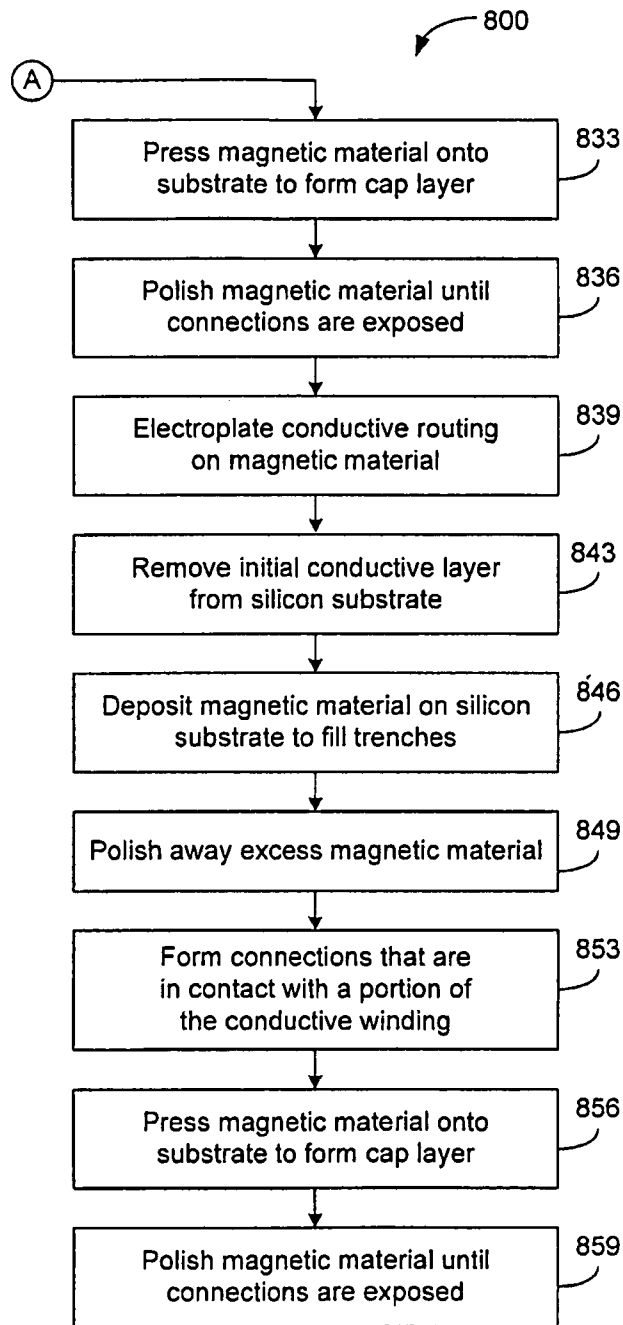 800
A
Press magnetic material onto
substrate to form cap layer
833
Polish magnetic material until
connections are exposed
836
Electroplate conductive routing
on magnetic material
839
Remove initial conductive layer
from silicon substrate
843
Deposit magnetic material on silicon
substrate to fill trenches
846
Polish away excess magnetic material
849
Form connections that are
in contact with a portion of
the conductive winding
853
Press magnetic material onto
substrate to form cap layer
856
Polish magnetic material until
connections are exposed
859